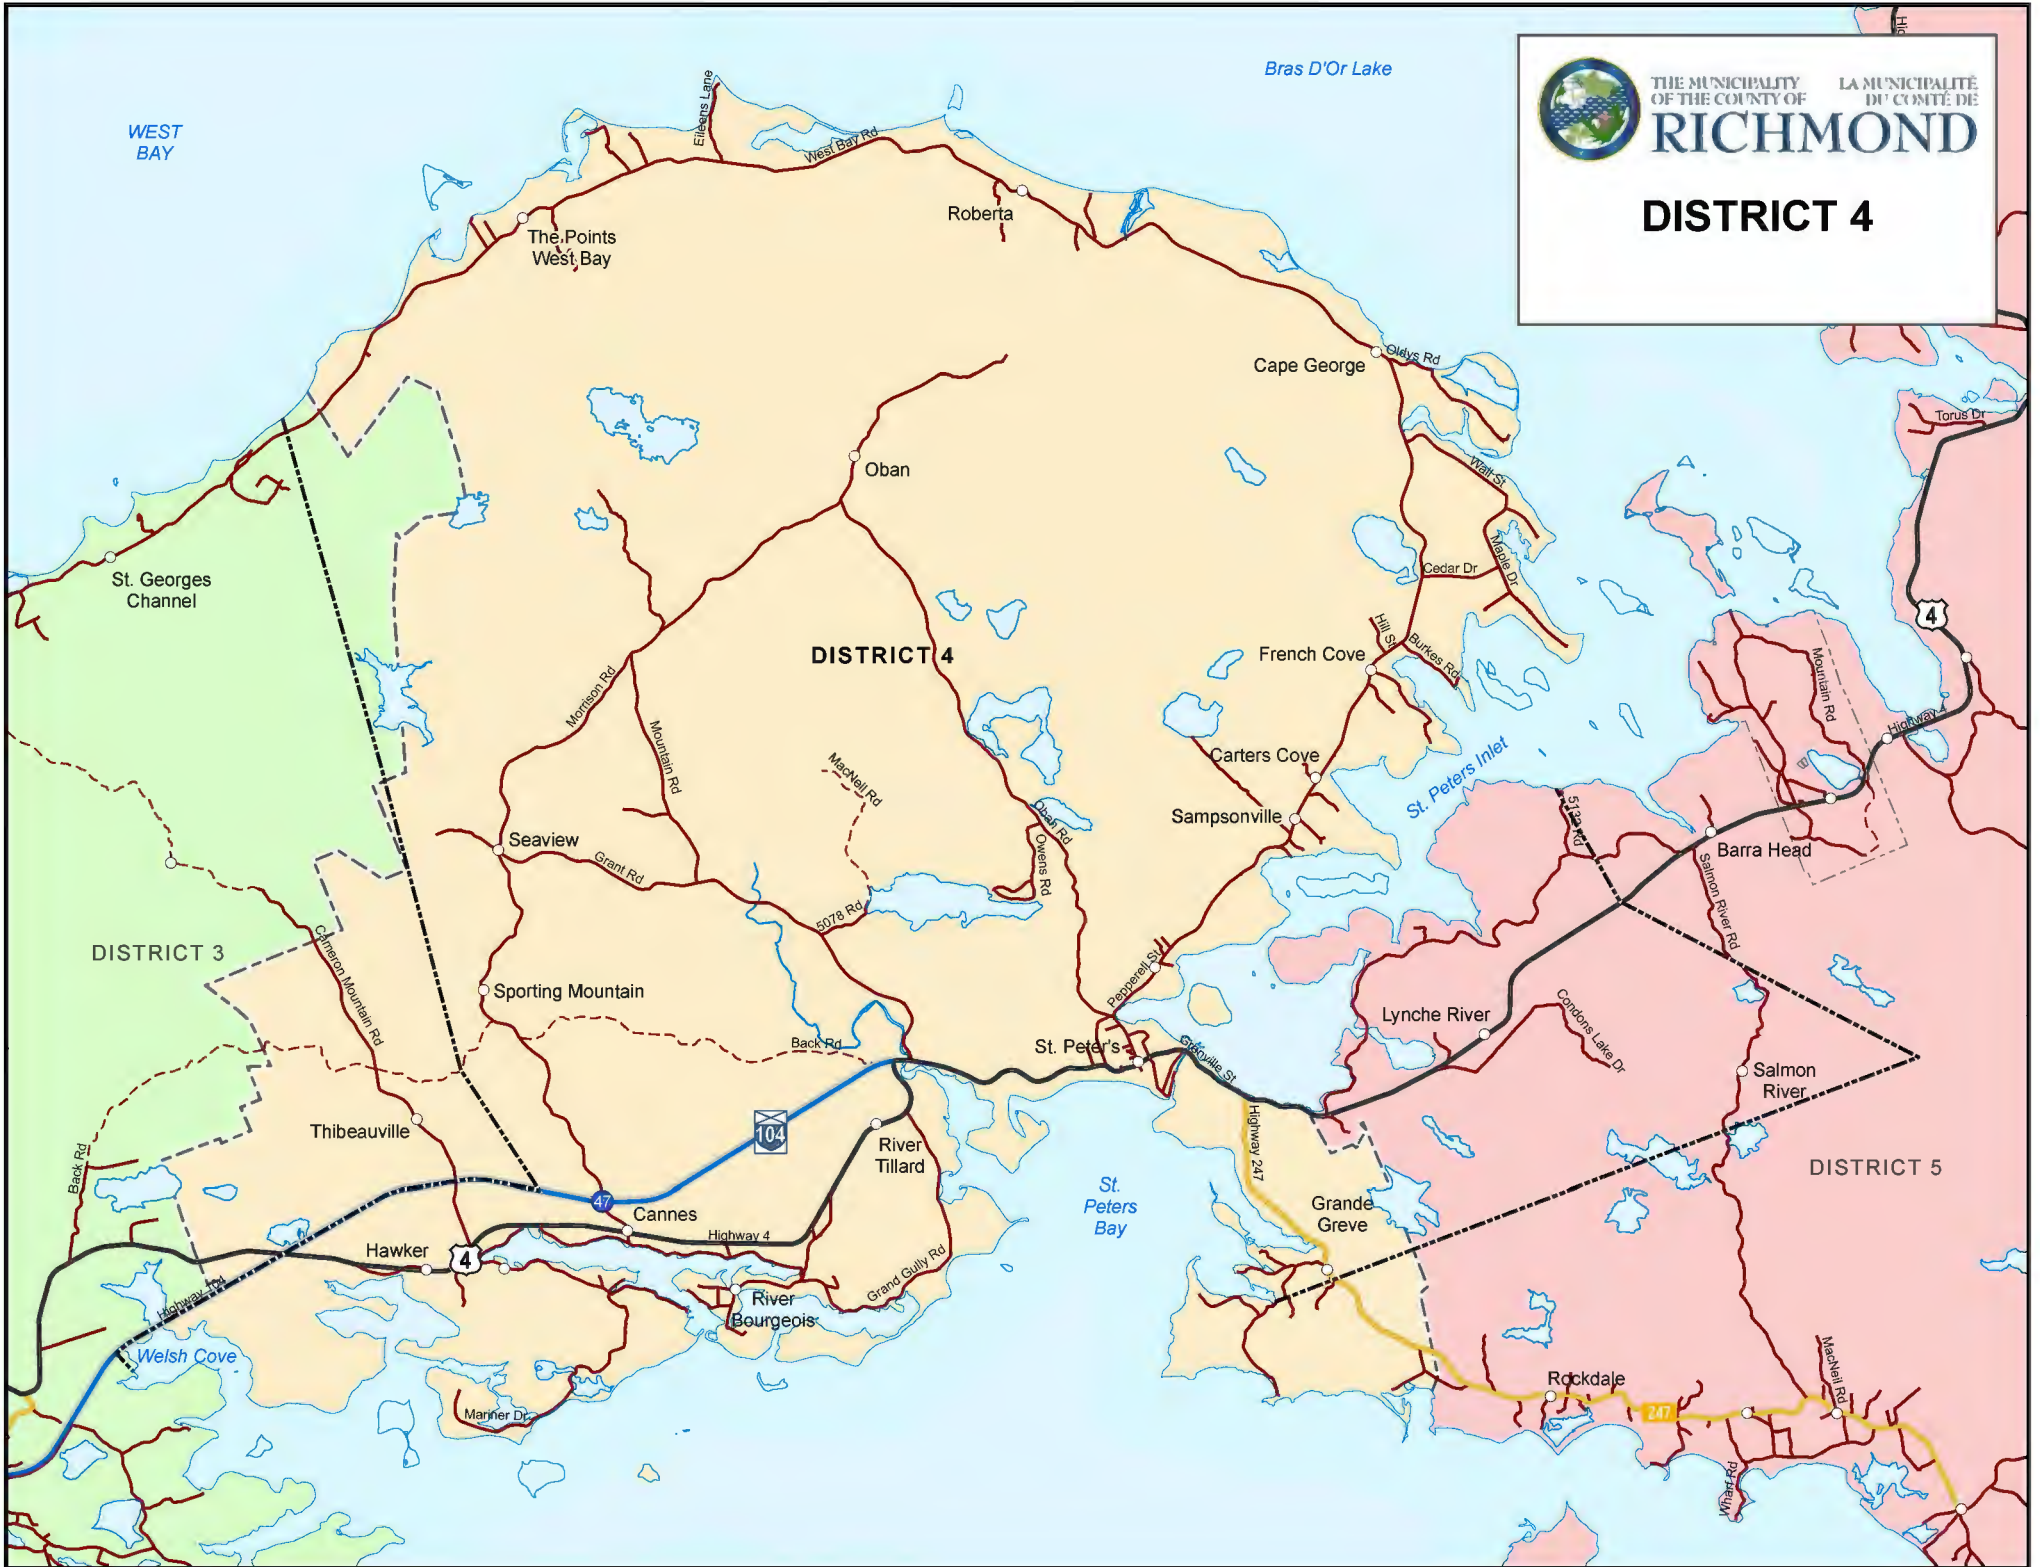 Bras D'Or Lake
THE MUNICIPALITY
OF THE COUNTY OF
LA MUNICIPALITÉ
DU COMTÉ DE
RICHMOND
DISTRICT 4
WEST
BAY
Eileens Lane
West Bay Rd
Roberta
The Points
West Bay
Cape George
Oldys Rd
Torus Dr
Oban
Wall St
Maple Dr
Cedar Dr
St. Georges
Channel
4
Hill St
Burkes Rd
French Cove
DISTRICT 4
Morrison Rd
Mountain Rd
Mountain Rd
Highway 4
MacNeil Rd
Carters Cove
St. Peters Inlet
Sampsonville
Oban Rd
Owens Rd
5132 Rd
Barra Head
Salmon River Rd
Seaview
Grant Rd
5078 Rd
Cameron Mountain Rd
DISTRICT 3
Sporting Mountain
Pepperell St
Lynche River
Condons Lake Dr
Back Rd
St. Peter's
Grenville St
Salmon
River
Thibeauville
104
River
Tillard
Highway 247
DISTRICT 5
Back Rd
47
Cannes
St.
Peters
Bay
Grande
Greve
Highway 4
Hawker
4
Grand Gully Rd
Highway 104
River
Bourgeois
Welsh Cove
Mariner Dr
Rockdale
MacNeil Rd
247
Wharf Rd